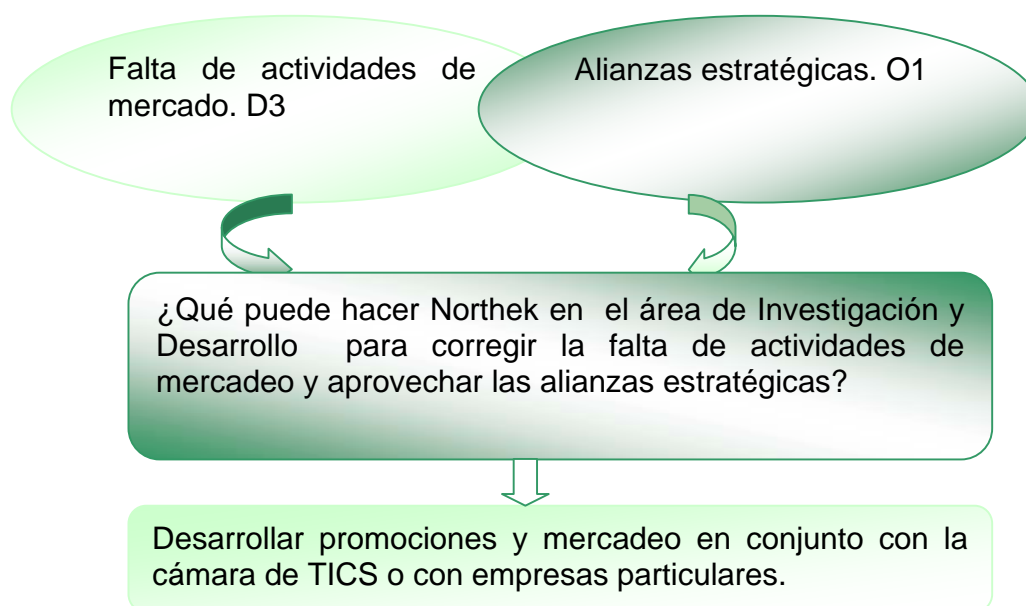 Falta de actividades de
mercado. D3
Alianzas estratégicas. O1
¿Qué puede hacer Northek en el área de Investigación y
Desarrollo para corregir la falta de actividades de
mercadeo y aprovechar las alianzas estratégicas?
Desarrollar promociones y mercadeo en conjunto con la
cámara de TICS o con empresas particulares.